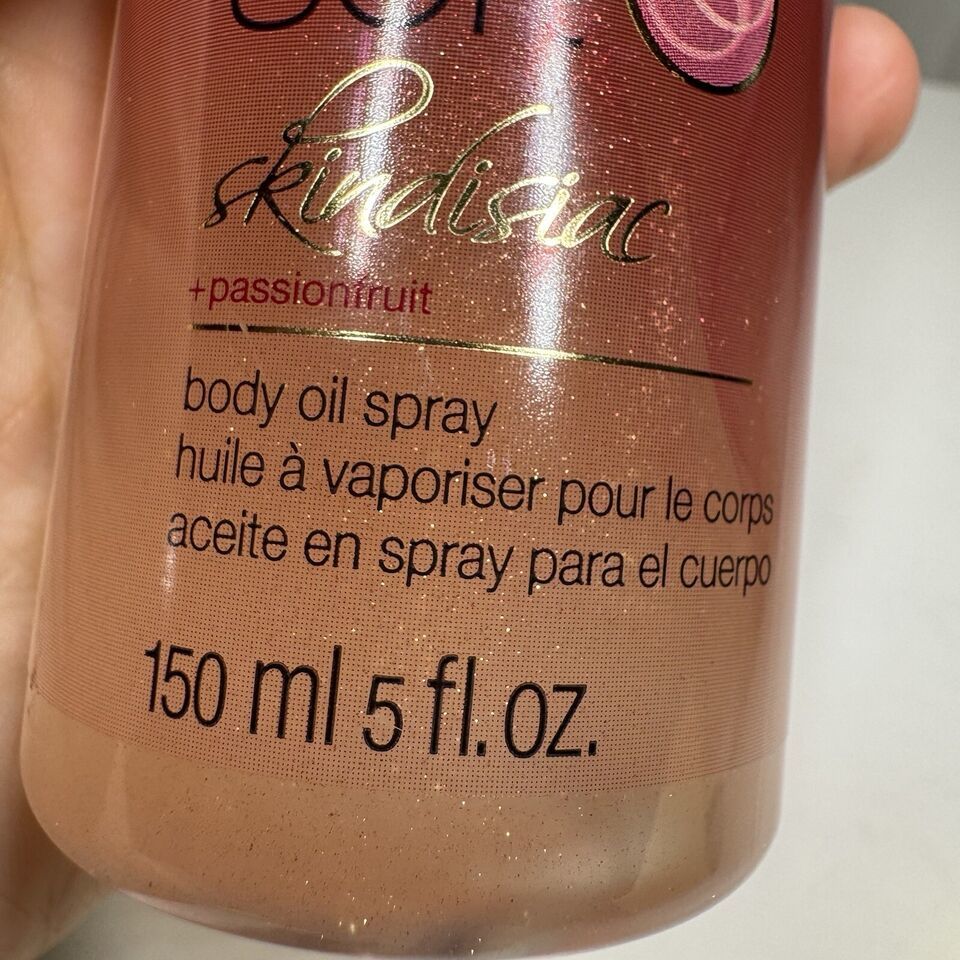 skindisiac
+passionfruit
body oil spray
huile à vaporiser pour le corps
aceite en spray para el cuerpo
150 ml 5 fl. oz.